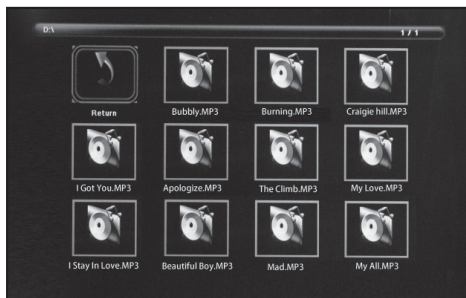 D:\ 1 / 1
Return Bubbly.MP3 Burning.MP3 Craigie hill.MP3
I Got You.MP3 Apologize.MP3 The Climb.MP3 My Love.MP3
I Stay In Love.MP3 Beautiful Boy.MP3 Mad.MP3 My All.MP3